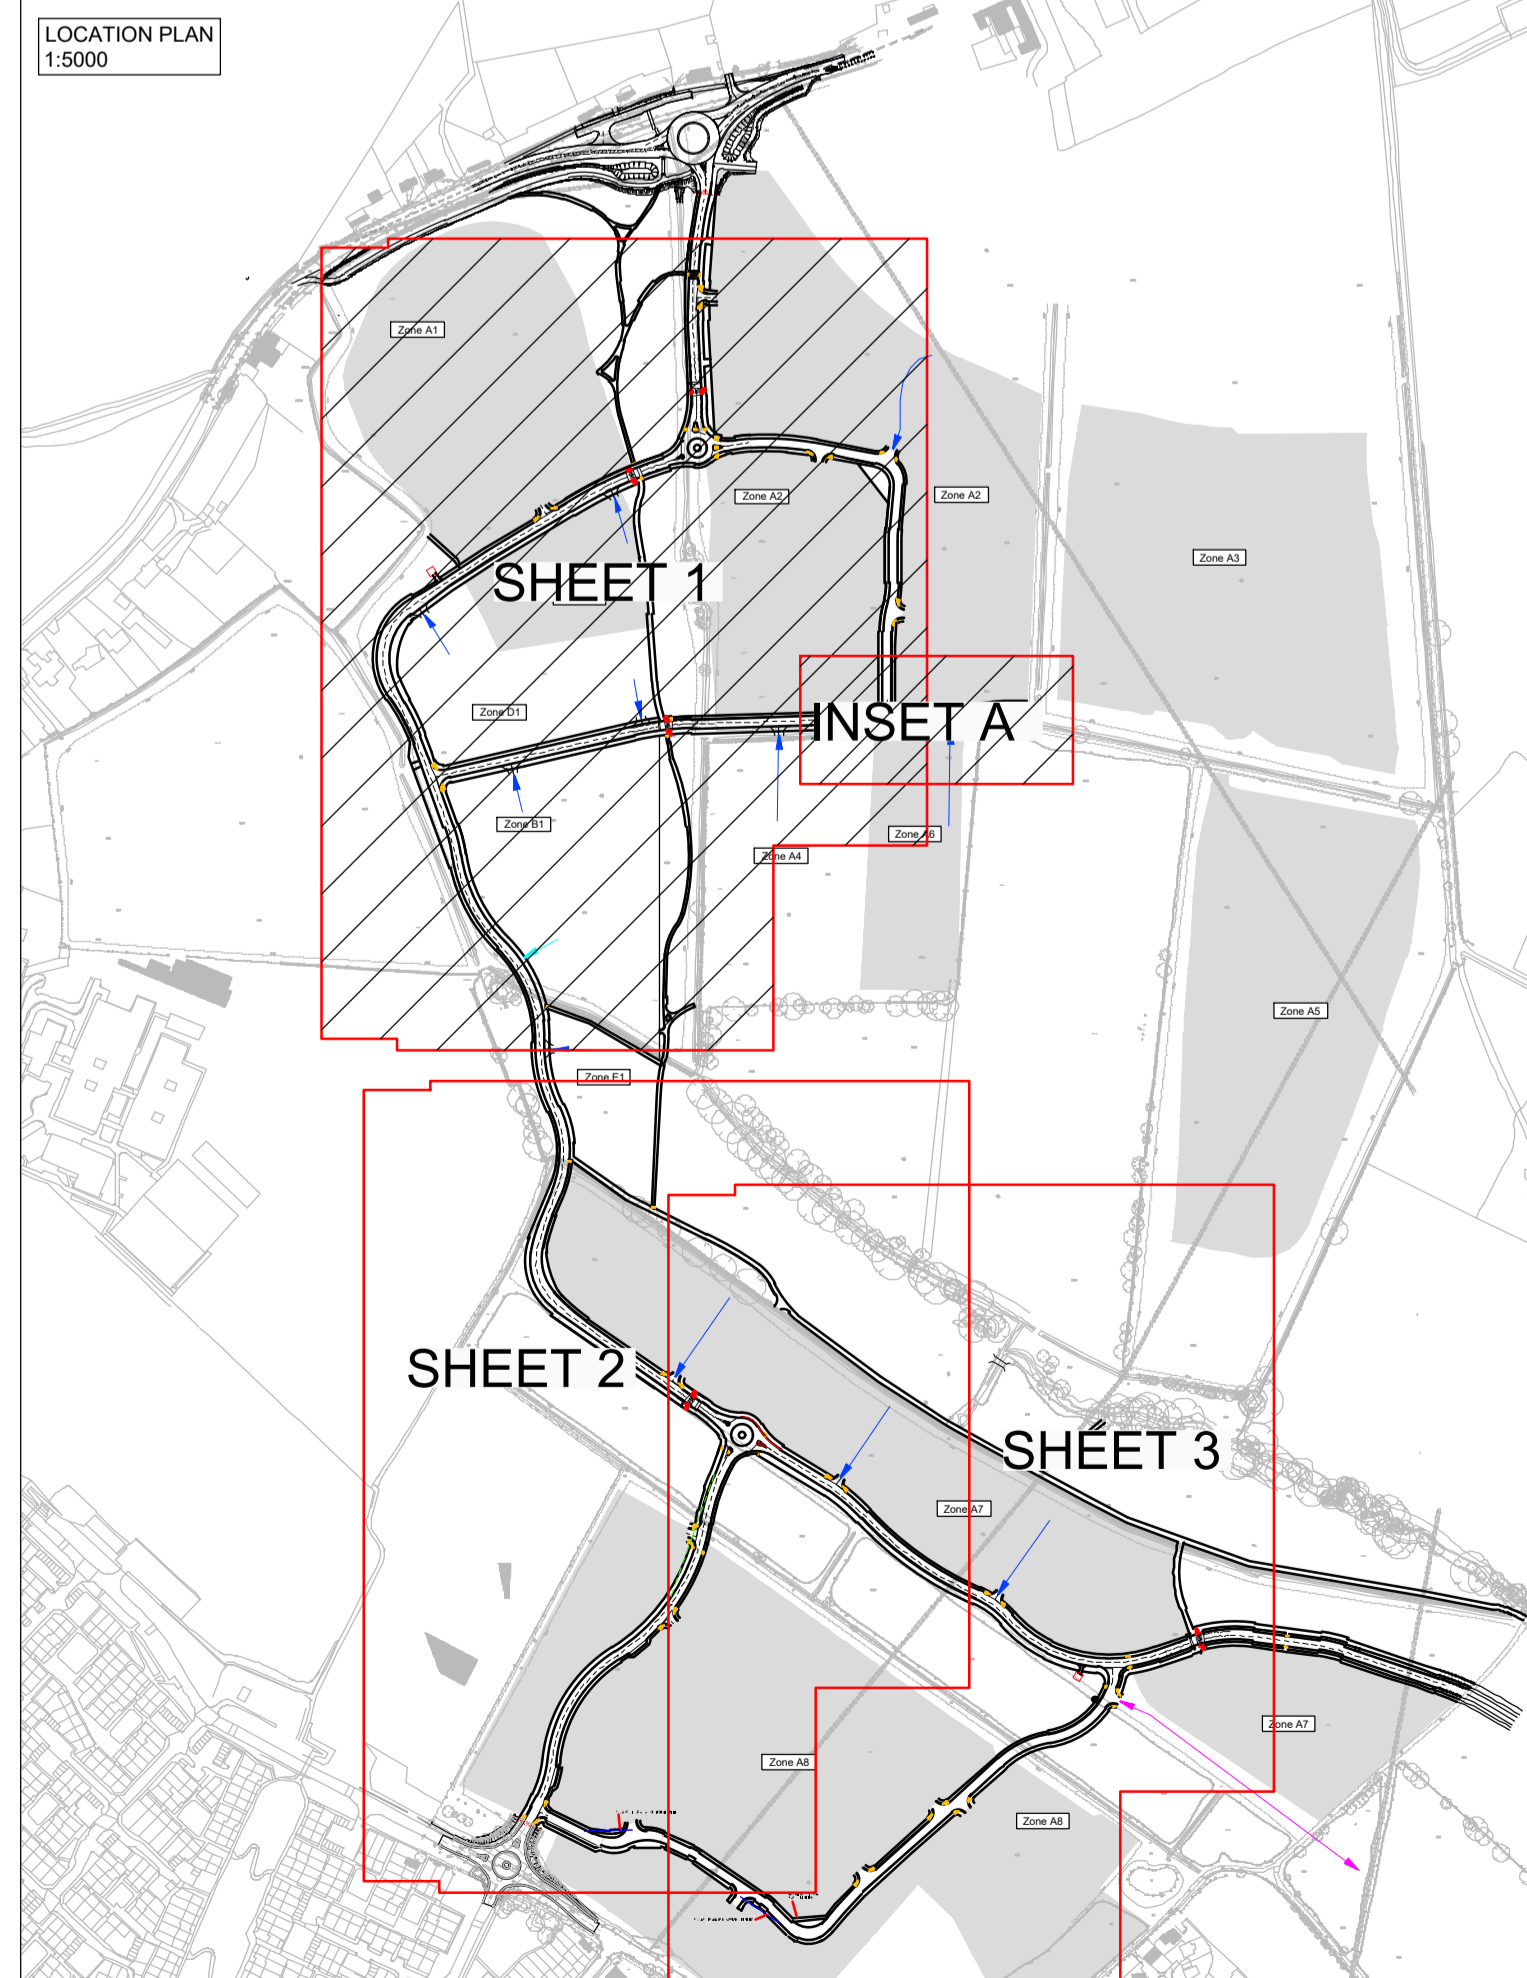 LOCATION PLAN
1:5000
Zone A1
Zone A2
Zone A2
Zone A3
SHEET 1
Zone D1
INSET A
Zone B1
Zone A6
Zone A4
Zone A5
Zone E1
SHEET 2
SHEET 3
Zone A7
Zone A7
Zone A8
Zone A8